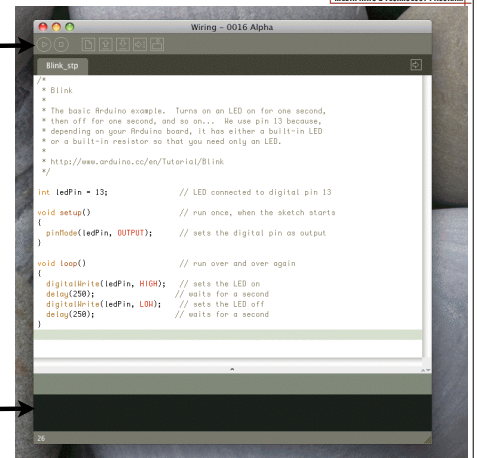 Wiring - 0016 Alpha
Blink_stp
/*
 * Blink
 *
 * The basic Arduino example.  Turns on an LED on for one second,
 * then off for one second, and so on...  We use pin 13 because,
 * depending on your Arduino board, it has either a built-in LED
 * or a built-in resistor so that you need only an LED.
 *
 * http://www.arduino.cc/en/Tutorial/Blink
 */
int ledPin = 13;                // LED connected to digital pin 13
void setup()                    // run once, when the sketch starts
{
  pinMode(ledPin, OUTPUT);      // sets the digital pin as output
}
void loop()                     // run over and over again
{
  digitalWrite(ledPin, HIGH);   // sets the LED on
  delay(250);                  // waits for a second
  digitalWrite(ledPin, LOW);    // sets the LED off
  delay(250);                  // waits for a second
}
26